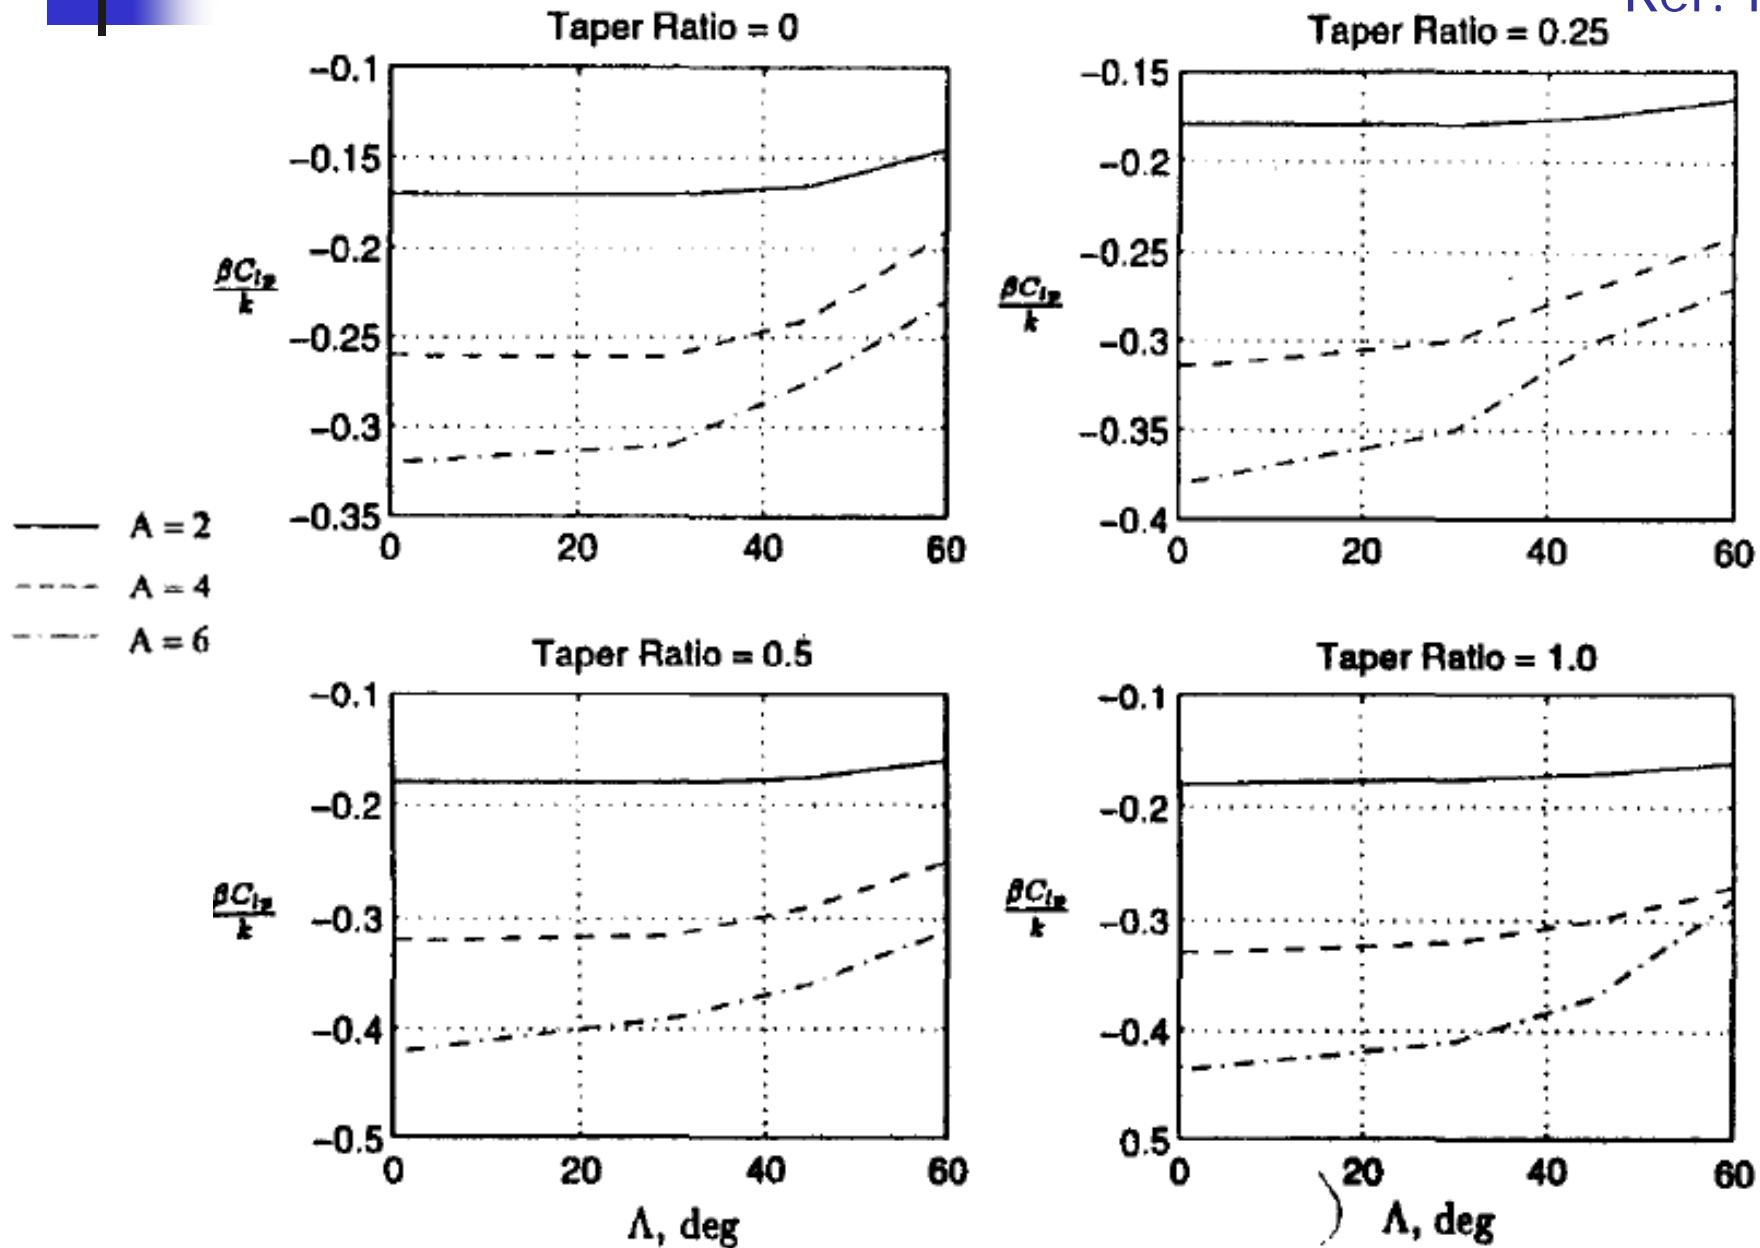 Taper Ratio = 0
-0.1
-0.15
-0.2
-0.25
-0.3
-0.35
βClp
k
0 20 40 60
Taper Ratio = 0.25
-0.15
-0.2
-0.25
-0.3
-0.35
-0.4
βClp
k
0 20 40 60
A = 2
A = 4
A = 6
Taper Ratio = 0.5
-0.1
-0.2
-0.3
-0.4
-0.5
βClp
k
0 20 40 60
Λ, deg
Taper Ratio = 1.0
-0.1
-0.2
-0.3
-0.4
0.5
βClp
k
0 20 40 60
Λ, deg